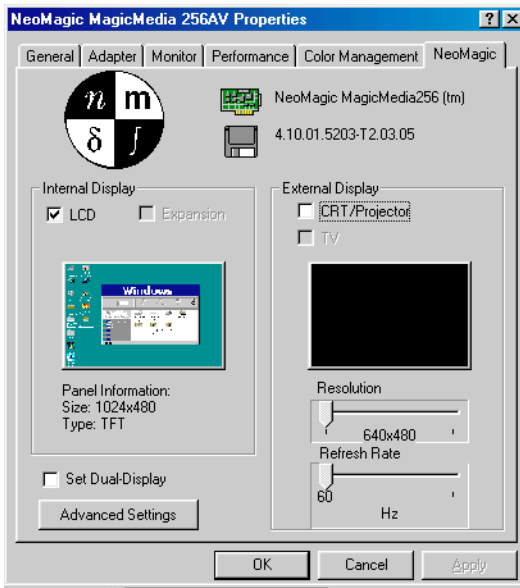 NeoMagic MagicMedia 256AV Properties
General Adapter Monitor Performance Color Management NeoMagic
n m
δ ∫
NeoMagic MagicMedia256 (tm)
4.10.01.5203-T2.03.05
Internal Display
LCD Expansion
Windows
Panel Information:
Size: 1024x480
Type: TFT
Set Dual-Display
Advanced Settings
External Display
CRT/Projector
TV
Resolution
640x480
Refresh Rate
60
Hz
OK Cancel Apply